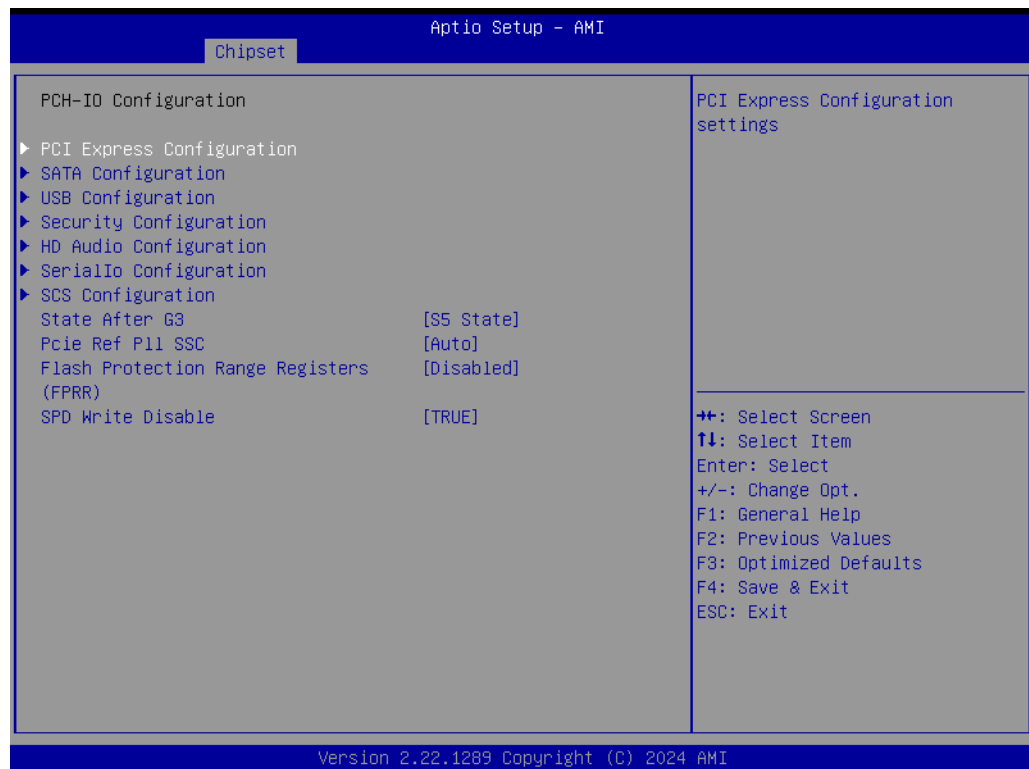 Aptio Setup – AMI
Chipset
PCH-IO Configuration
▶ PCI Express Configuration
▶ SATA Configuration
▶ USB Configuration
▶ Security Configuration
▶ HD Audio Configuration
▶ SerialIo Configuration
▶ SCS Configuration
State After G3 [S5 State]
Pcie Ref Pll SSC [Auto]
Flash Protection Range Registers [Disabled]
(FPRR)
SPD Write Disable [TRUE]
PCI Express Configuration
settings
→←: Select Screen
↑↓: Select Item
Enter: Select
+/-: Change Opt.
F1: General Help
F2: Previous Values
F3: Optimized Defaults
F4: Save & Exit
ESC: Exit
Version 2.22.1289 Copyright (C) 2024 AMI